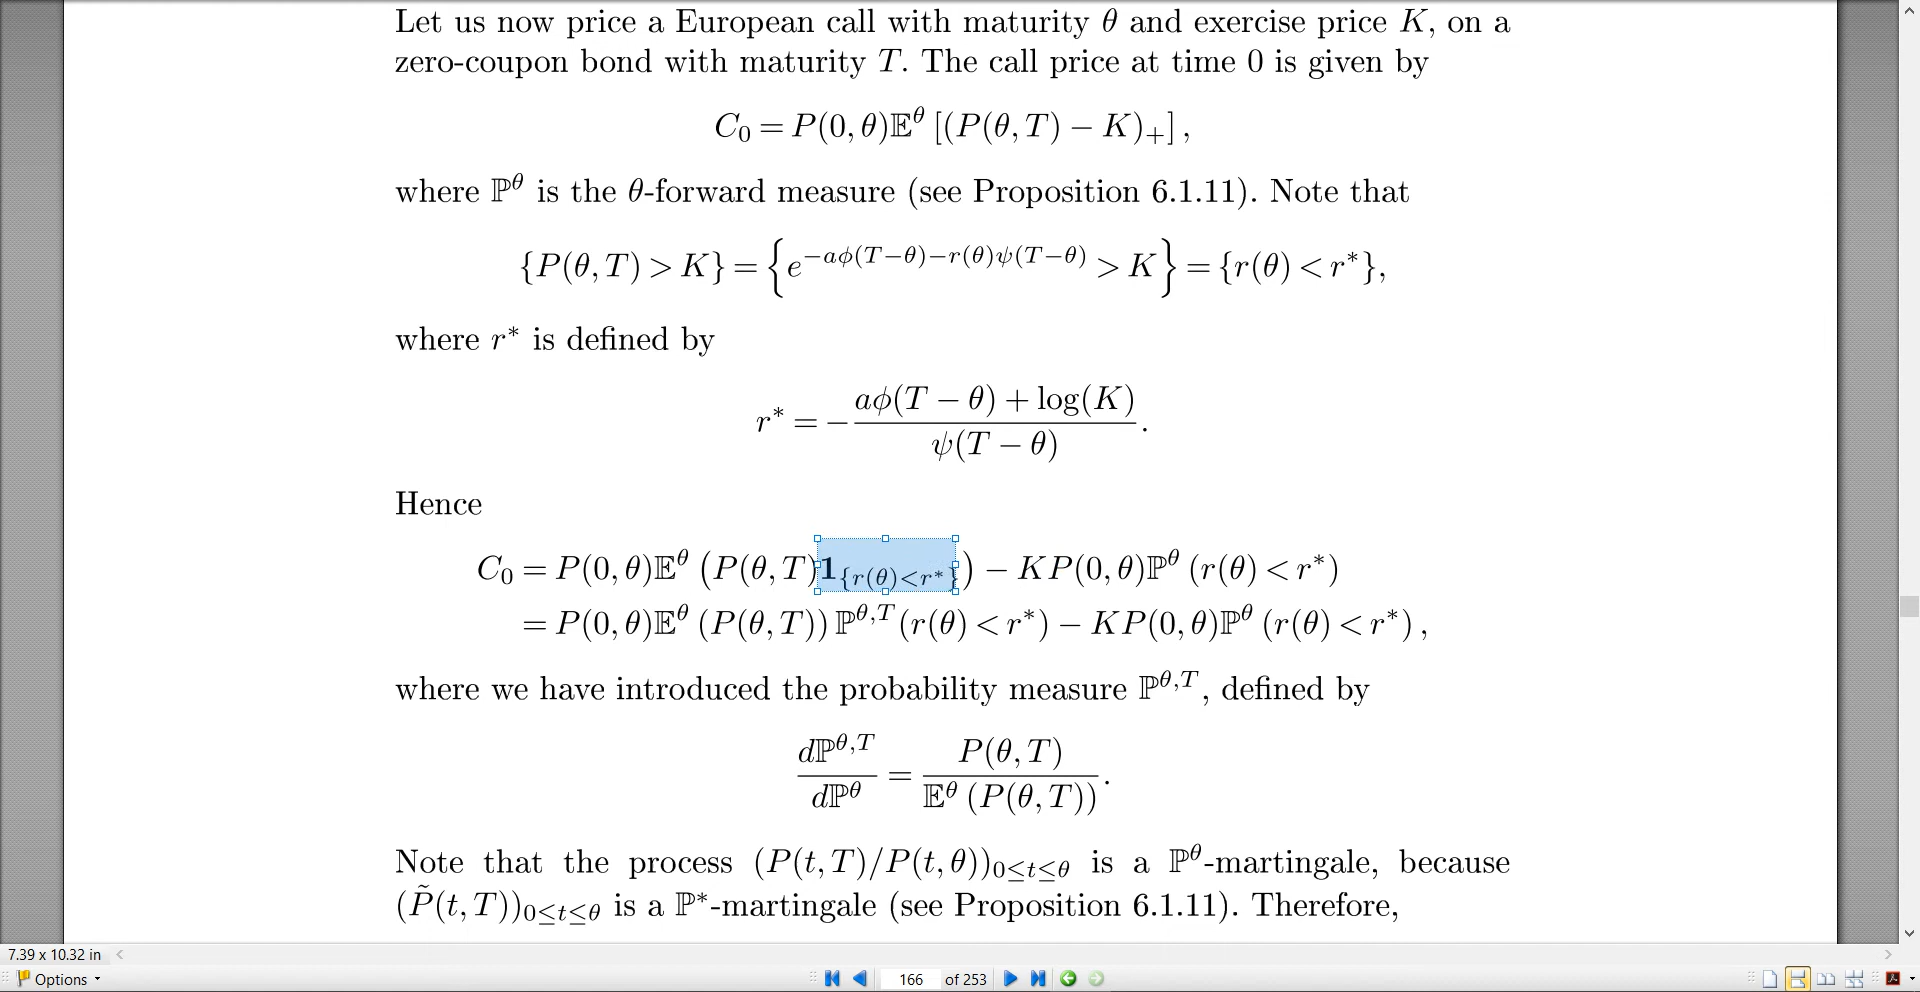 Let us now price a European call with maturity θ and exercise price K, on a
zero-coupon bond with maturity T. The call price at time 0 is given by
C₀ = P(0, θ)𝔼^θ [(P(θ, T) − K)₊] ,
where ℙ^θ is the θ-forward measure (see Proposition 6.1.11). Note that
{P(θ, T) > K} = {e^{−aϕ(T−θ)−r(θ)ψ(T−θ)} > K} = {r(θ) < r*},
where r* is defined by
r* = − \frac{aϕ(T − θ) + log(K)}{ψ(T − θ)}.
Hence
C₀ = P(0, θ)𝔼^θ (P(θ, T)𝟏_{{r(θ)<r*}}) − KP(0, θ)ℙ^θ (r(θ) < r*)
= P(0, θ)𝔼^θ (P(θ, T)) ℙ^{θ,T}(r(θ) < r*) − KP(0, θ)ℙ^θ (r(θ) < r*) ,
where we have introduced the probability measure ℙ^{θ,T}, defined by
\frac{dℙ^{θ,T}}{dℙ^θ} = \frac{P(θ, T)}{𝔼^θ (P(θ, T))}.
Note that the process (P(t, T)/P(t, θ))_{0≤t≤θ} is a ℙ^θ-martingale, because
(P̃(t, T))_{0≤t≤θ} is a ℙ*-martingale (see Proposition 6.1.11). Therefore,
7.39 x 10.32 in
Options 166 of 253